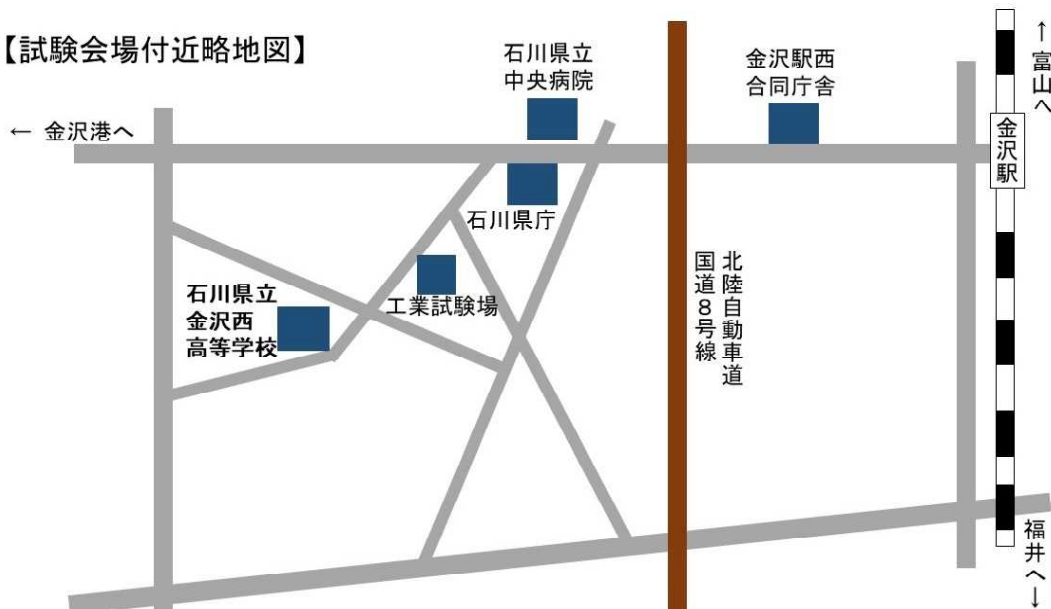 【試験会場付近略地図】
← 金沢港へ
石川県立
中央病院
金沢駅西
合同庁舎
↑富山へ
金沢駅
石川県庁
工業試験場
石川県立
金沢西
高等学校
北陸自動車道
国道8号線
福井へ↓